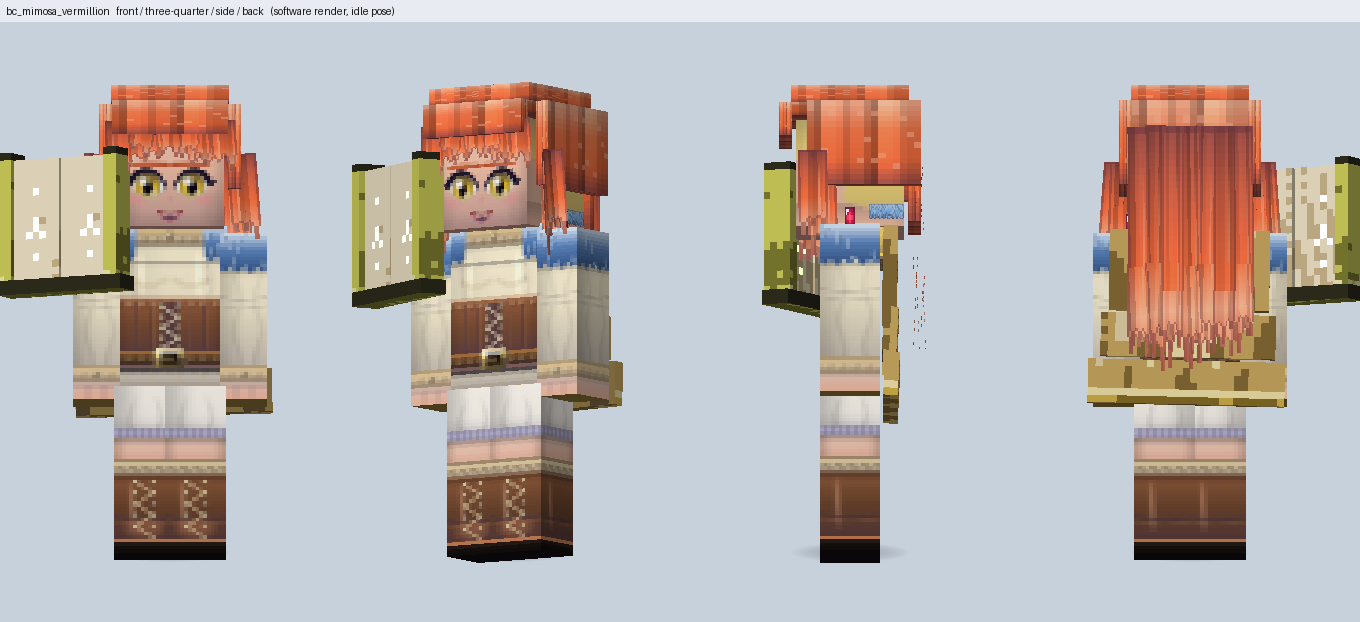 bc_mimosa_vermillion  front / three-quarter / side / back  (software render, idle pose)